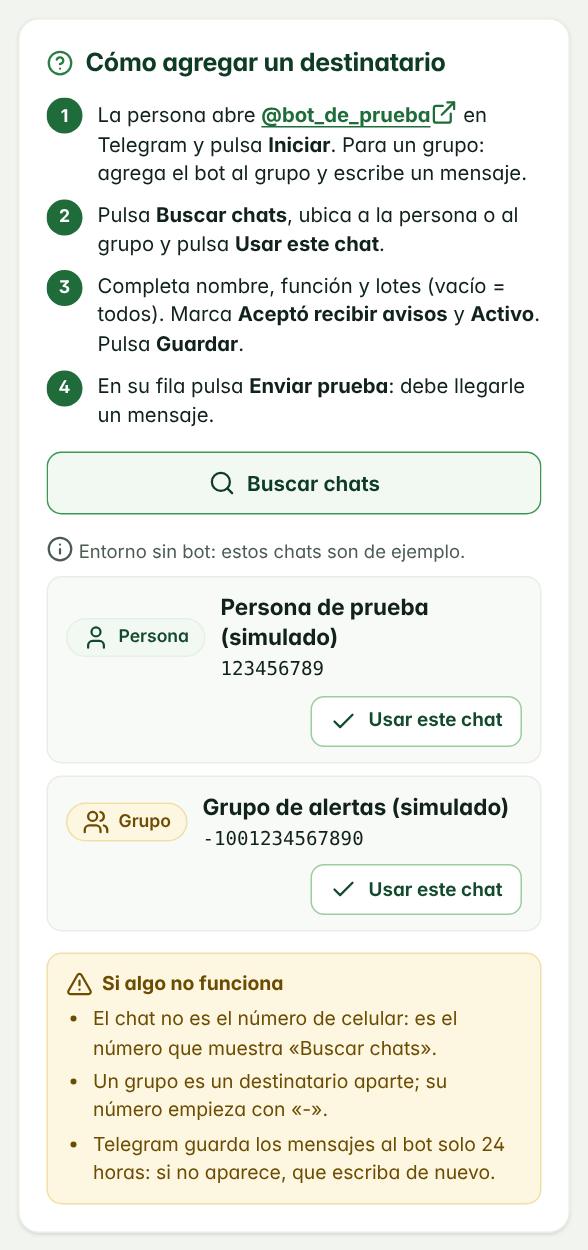 Cómo agregar un destinatario
1 La persona abre @bot_de_prueba en
Telegram y pulsa Iniciar. Para un grupo:
agrega el bot al grupo y escribe un mensaje.
2 Pulsa Buscar chats, ubica a la persona o al
grupo y pulsa Usar este chat.
3 Completa nombre, función y lotes (vacío =
todos). Marca Aceptó recibir avisos y Activo.
Pulsa Guardar.
4 En su fila pulsa Enviar prueba: debe llegarle
un mensaje.
Buscar chats
Entorno sin bot: estos chats son de ejemplo.
Persona
Persona de prueba
(simulado)
123456789
Usar este chat
Grupo
Grupo de alertas (simulado)
-1001234567890
Usar este chat
Si algo no funciona
• El chat no es el número de celular: es el
número que muestra «Buscar chats».
• Un grupo es un destinatario aparte; su
número empieza con «-».
• Telegram guarda los mensajes al bot solo 24
horas: si no aparece, que escriba de nuevo.